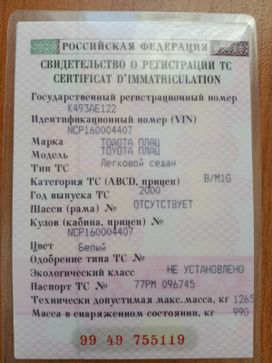 РОССИЙСКАЯ ФЕДЕРАЦИЯ
СВИДЕТЕЛЬСТВО О РЕГИСТРАЦИИ ТС
CERTIFICAT D'IMMATRICULATION
Государственный регистрационный номер
К493АЕ122
Идентификационный номер (VIN)
NCP160004407
Марка ТОАОТА ПЛАЦ
Модель TOYOTA ПЛАЦ
Тип ТС Легковой седан
Категория ТС (ABCD, прицеп) B/M1G
Год выпуска ТС 2000
Шасси (рама) № ОТСУТСТВУЕТ
Кузов (кабина, прицеп) №
NCP160004407
Цвет Белый
Одобрение типа ТС №
Экологический класс НЕ УСТАНОВЛЕНО
Паспорт ТС № 77РМ 096745
Технически допустимая макс. масса, кг 1265
Масса в снаряженном состоянии, кг 990
99 49 755119